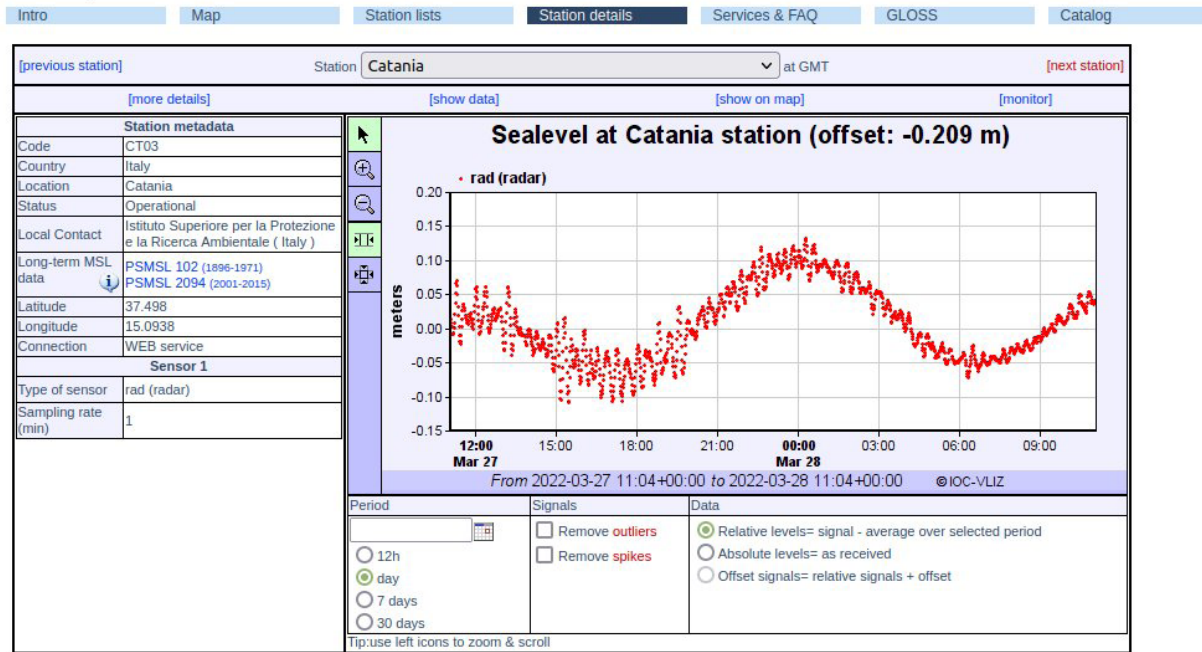 Intro Map Station lists Station details Services & FAQ GLOSS Catalog
[previous station] Station Catania at GMT [next station]
[more details] [show data] [show on map] [monitor]
Station metadata
Code CT03
Country Italy
Location Catania
Status Operational
Local Contact Istituto Superiore per la Protezione
e la Ricerca Ambientale ( Italy )
Long-term MSL
data
PSMSL 102 (1896-1971)
PSMSL 2094 (2001-2015)
Latitude 37.498
Longitude 15.0938
Connection WEB service
Sensor 1
Type of sensor rad (radar)
Sampling rate
(min)
1
Sealevel at Catania station (offset: -0.209 m)
rad (radar)
meters
0.20
0.15
0.10
0.05
0.00
-0.05
-0.10
-0.15
12:00 15:00 18:00 21:00 00:00 03:00 06:00 09:00
Mar 27 Mar 28
From 2022-03-27 11:04+00:00 to 2022-03-28 11:04+00:00 ©IOC-VLIZ
Period Signals Data
Remove outliers
Remove spikes
12h
day
7 days
30 days
Relative levels= signal - average over selected period
Absolute levels= as received
Offset signals= relative signals + offset
Tip:use left icons to zoom & scroll